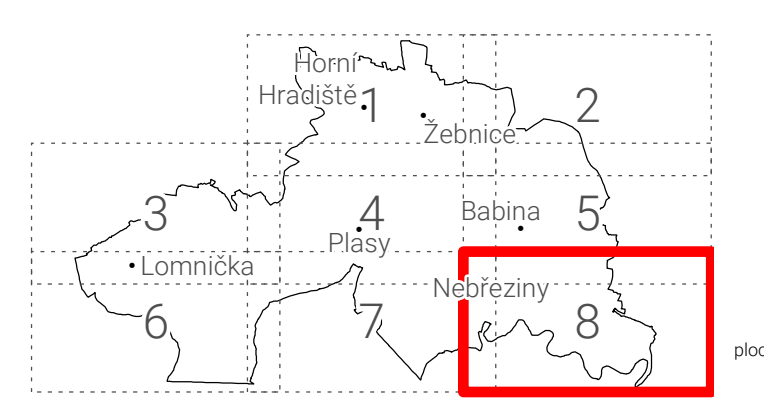 Horní
Hradiště
1
2
Žebnice
3
4
Babina
5
Plasy
Lomnička
Nebřeziny
6
7
8
ploc